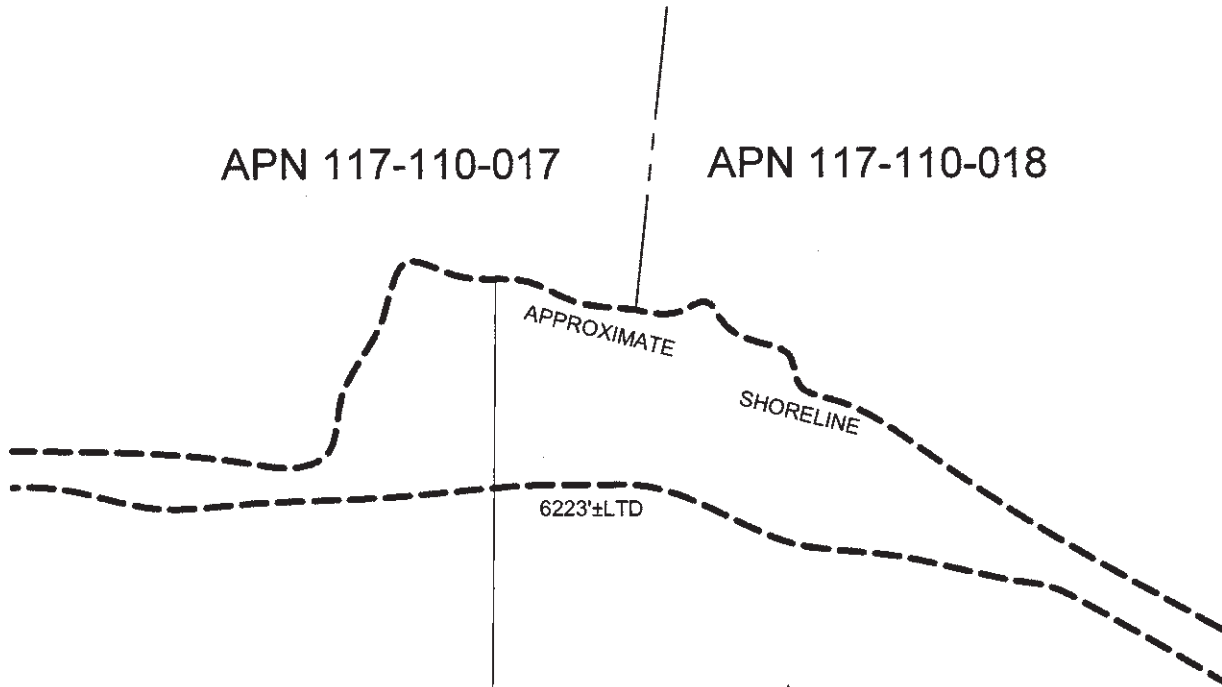 APN 117-110-017
APN 117-110-018
APPROXIMATE
SHORELINE
6223'±LTD